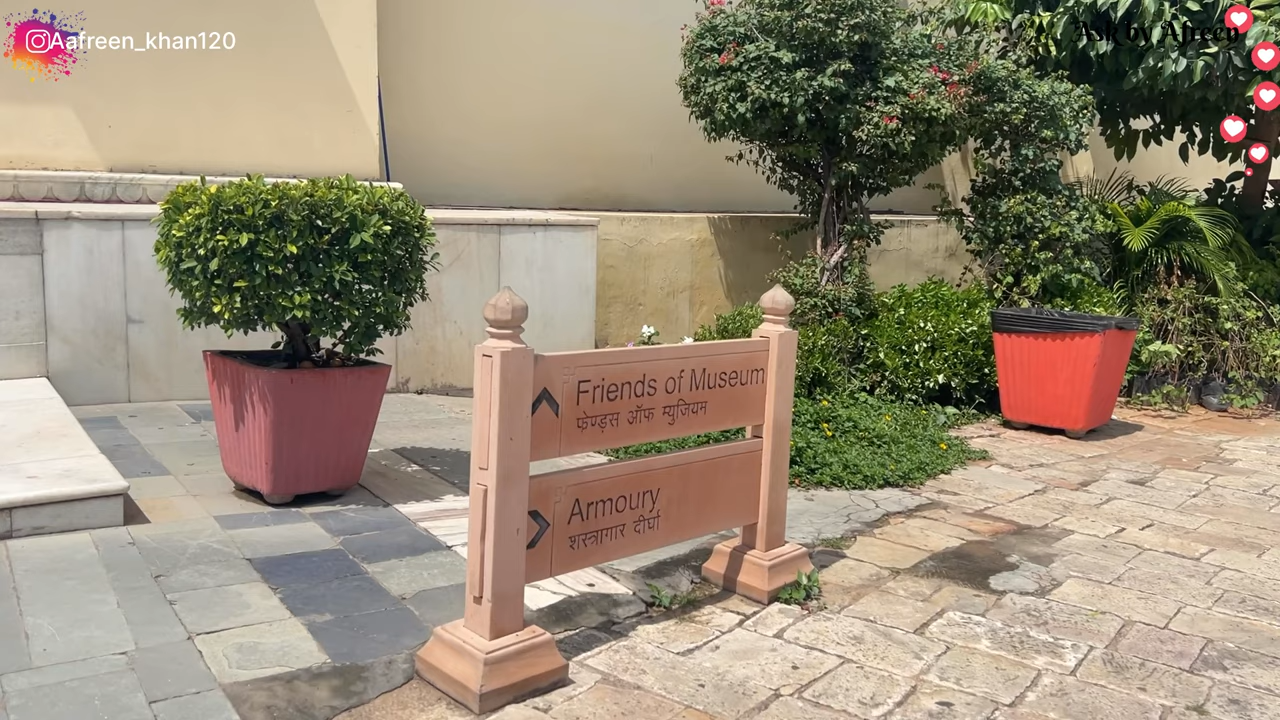 Aafreen_khan120
Ask by Afreen
Friends of Museum
फ्रेण्ड्स ऑफ म्युजियम
Armoury
शस्त्रागार दीर्घा